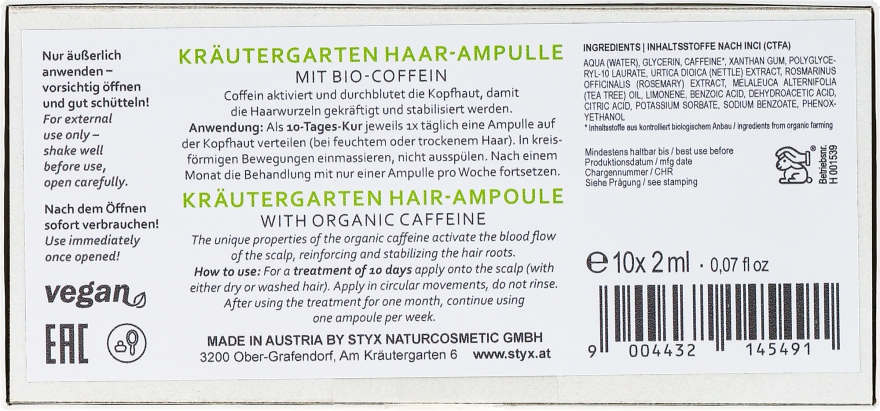 Nur äußerlich
anwenden –
vorsichtig öffnen
und gut schütteln!
For external
use only –
shake well
before use,
open carefully.
Nach dem Öffnen
sofort verbrauchen!
Use immediately
once opened!
vegan
EAC
KRÄUTERGARTEN HAAR-AMPULLE
MIT BIO-COFFEIN
Coffein aktiviert und durchblutet die Kopfhaut, damit
die Haarwurzeln gekräftigt und stabilisiert werden.
Anwendung: Als 10-Tages-Kur jeweils 1x täglich eine Ampulle auf
der Kopfhaut verteilen (bei feuchtem oder trockenem Haar). In kreis-
förmigen Bewegungen einmassieren, nicht ausspülen. Nach einem
Monat die Behandlung mit nur einer Ampulle pro Woche fortsetzen.
KRÄUTERGARTEN HAIR-AMPOULE
WITH ORGANIC CAFFEINE
The unique properties of the organic caffeine activate the blood flow
of the scalp, reinforcing and stabilizing the hair roots.
How to use: For a treatment of 10 days apply onto the scalp (with
either dry or washed hair). Apply in circular movements, do not rinse.
After using the treatment for one month, continue using
one ampoule per week.
MADE IN AUSTRIA BY STYX NATURCOSMETIC GMBH
3200 Ober-Grafendorf, Am Kräutergarten 6 www.styx.at
INGREDIENTS | INHALTSSTOFFE NACH INCI (CTFA)
AQUA (WATER), GLYCERIN, CAFFEINE*, XANTHAN GUM, POLYGLYCE-
RYL-10 LAURATE, URTICA DIOICA (NETTLE) EXTRACT, ROSMARINUS
OFFICINALIS (ROSEMARY) EXTRACT, MELALEUCA ALTERNIFOLIA
(TEA TREE) OIL, LIMONENE, BENZOIC ACID, DEHYDROACETIC ACID,
CITRIC ACID, POTASSIUM SORBATE, SODIUM BENZOATE, PHENOX-
YETHANOL
* Inhaltsstoffe aus kontrolliert biologischem Anbau / ingredients from organic farming
Mindestens haltbar bis / best use before
Produktionsdatum / mfg date
Chargennummer / CHR
Siehe Prägung / see stamping
®
Betriebsnr.
H 001539
℮ 10x 2 ml · 0,07 fl oz
9 004432 145491